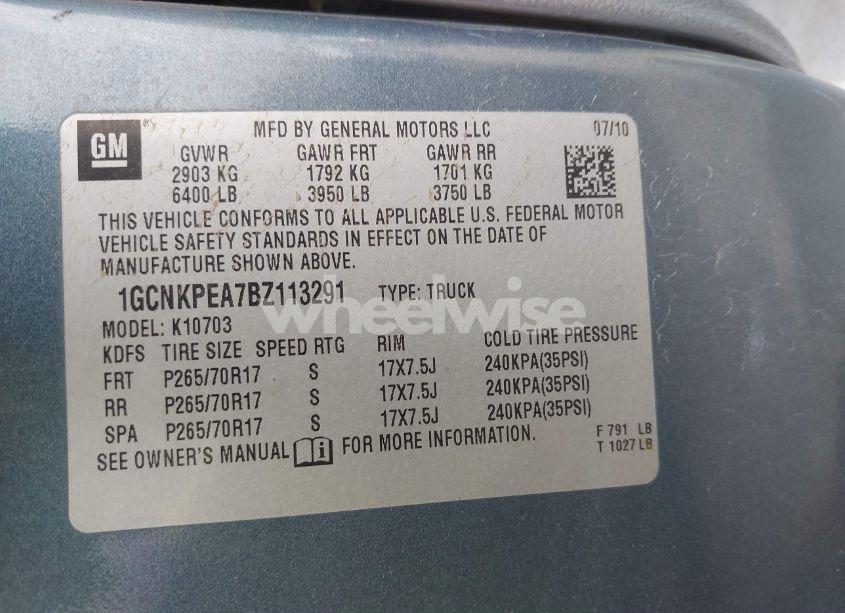 GM
MFD BY GENERAL MOTORS LLC 07/10
GVWR GAWR FRT GAWR RR
2903 KG 1792 KG 1701 KG
6400 LB 3950 LB 3750 LB
THIS VEHICLE CONFORMS TO ALL APPLICABLE U.S. FEDERAL MOTOR
VEHICLE SAFETY STANDARDS IN EFFECT ON THE DATE OF
MANUFACTURE SHOWN ABOVE.
1GCNKPEA7BZ113291 TYPE: TRUCK
wheelwise
MODEL: K10703
KDFS TIRE SIZE SPEED RTG RIM COLD TIRE PRESSURE
FRT P265/70R17 S 17X7.5J 240KPA(35PSI)
RR P265/70R17 S 17X7.5J 240KPA(35PSI)
SPA P265/70R17 S 17X7.5J 240KPA(35PSI)
SEE OWNER'S MANUAL i FOR MORE INFORMATION.
F 791 LB
T 1027 LB